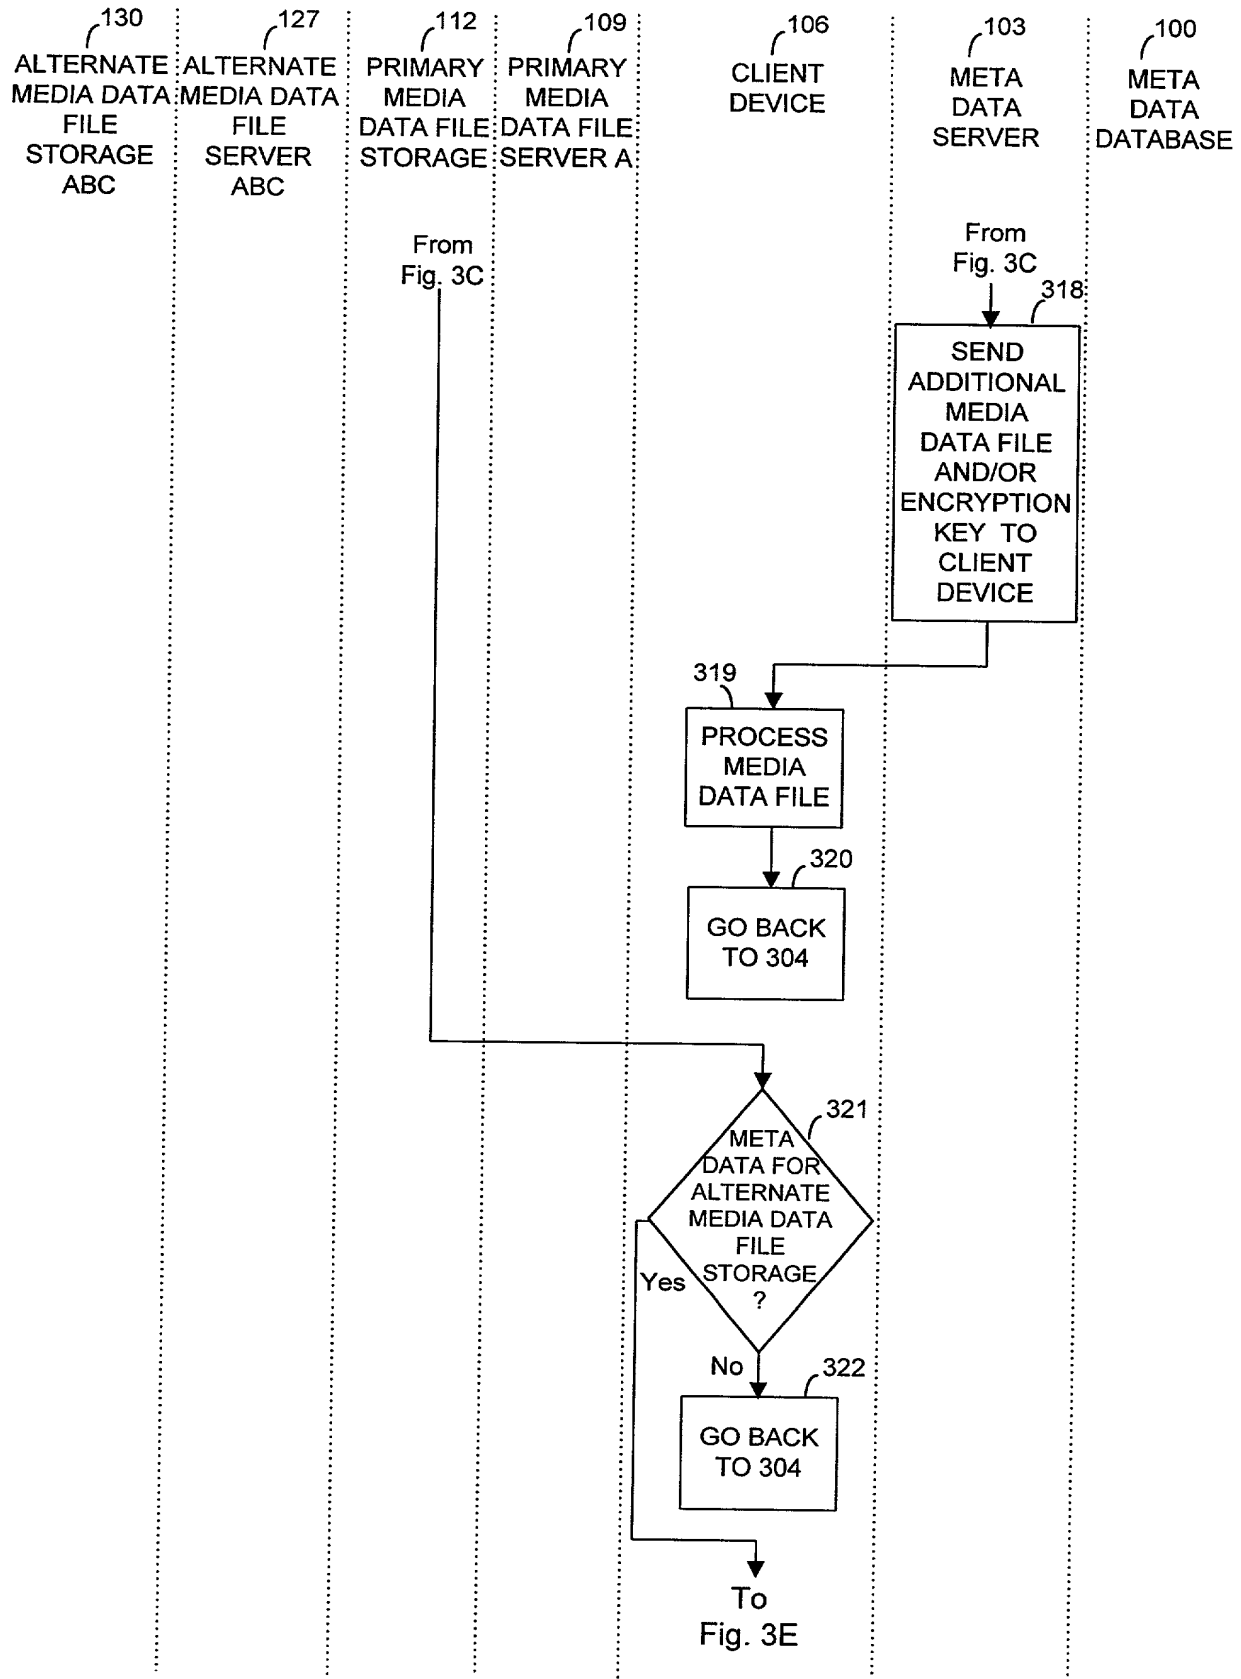 130
ALTERNATE
MEDIA DATA
FILE
STORAGE
ABC
127
ALTERNATE
MEDIA DATA
FILE
SERVER
ABC
112
PRIMARY
MEDIA
DATA FILE
STORAGE
109
PRIMARY
MEDIA
DATA FILE
SERVER A
106
CLIENT
DEVICE
103
META
DATA
SERVER
100
META
DATA
DATABASE
From
Fig. 3C
From
Fig. 3C
318
SEND
ADDITIONAL
MEDIA
DATA FILE
AND/OR
ENCRYPTION
KEY TO
CLIENT
DEVICE
319
PROCESS
MEDIA
DATA FILE
320
GO BACK
TO 304
321
META
DATA FOR
ALTERNATE
MEDIA DATA
FILE
STORAGE
?
Yes
No
322
GO BACK
TO 304
To
Fig. 3E